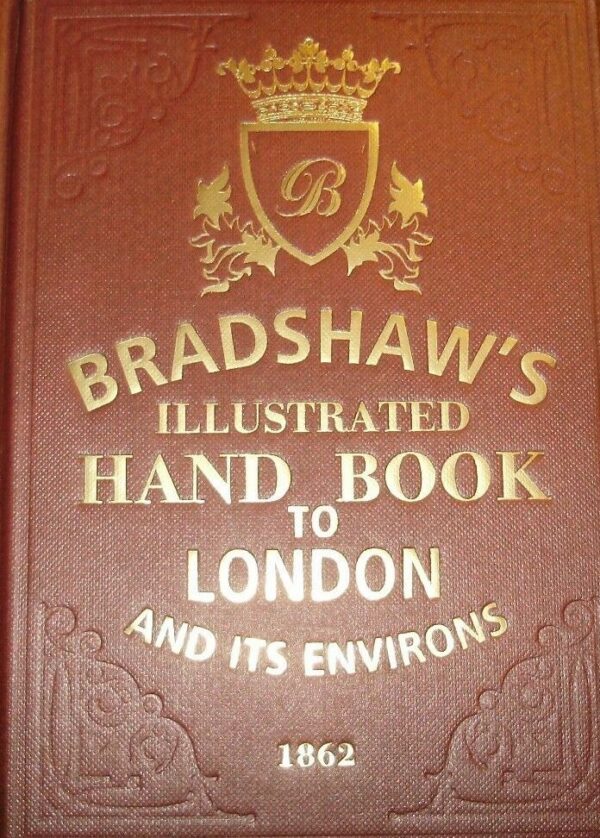 B
BRADSHAW'S
ILLUSTRATED
HAND BOOK
TO
LONDON
AND ITS ENVIRONS
1862